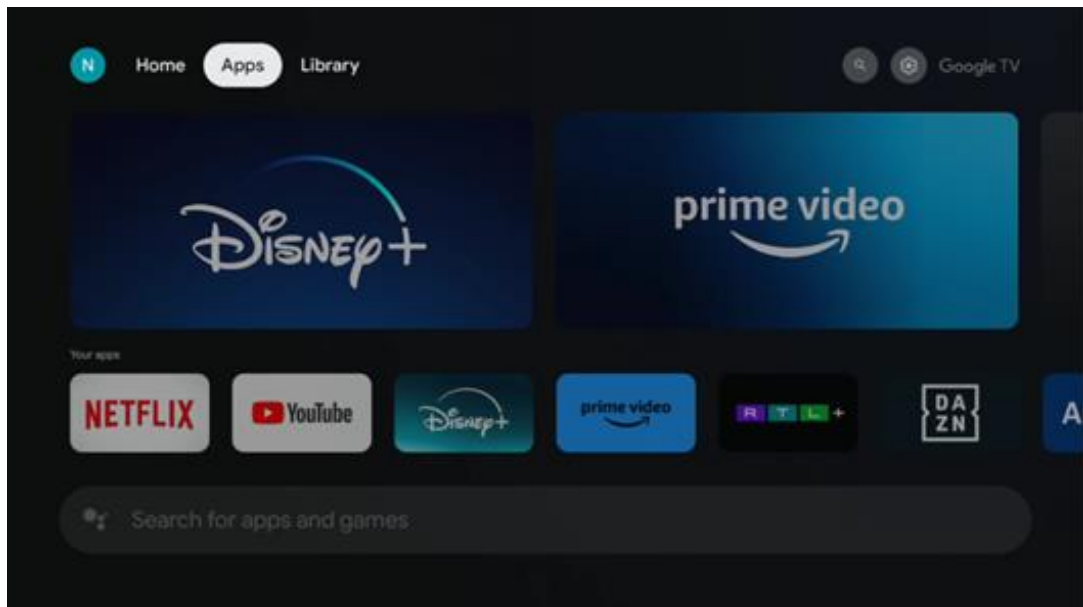 N Home Apps Library Google TV
Disney+ prime video
Your apps
NETFLIX YouTube Disney+ prime video RTL+ DAZN A
Search for apps and games